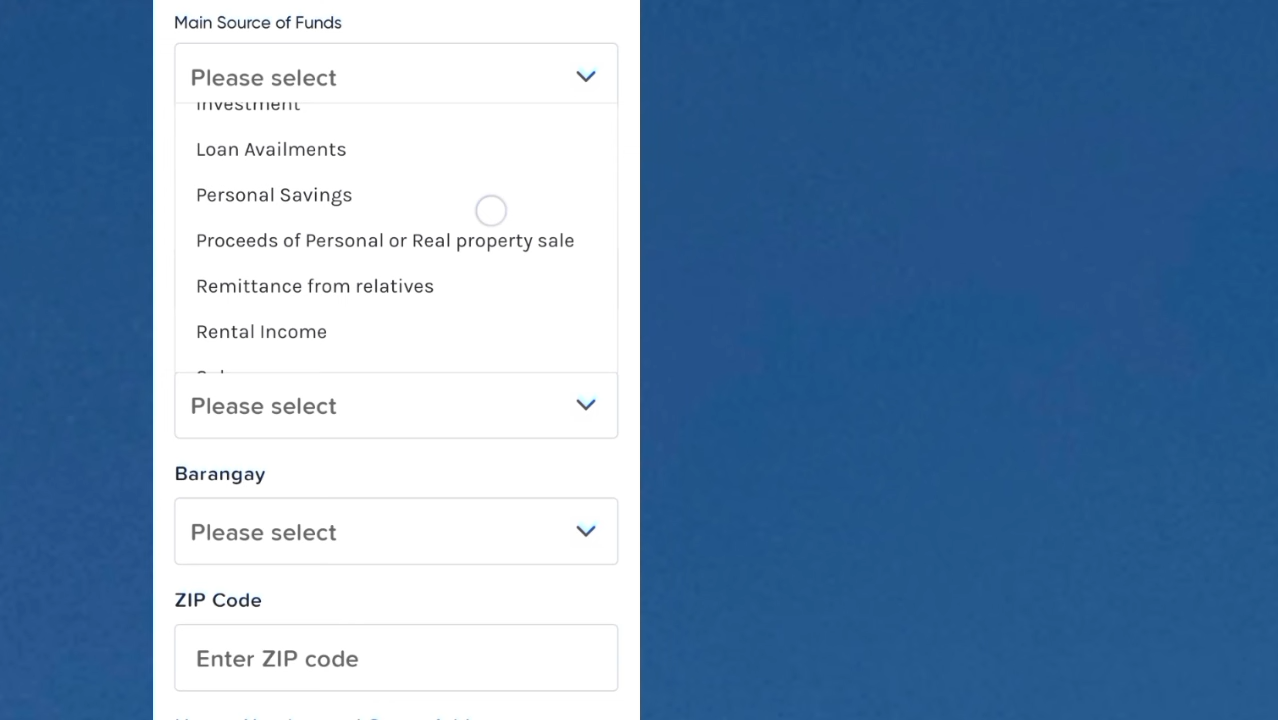 Main Source of Funds
Please select
Investment
Loan Availments
Personal Savings
Proceeds of Personal or Real property sale
Remittance from relatives
Rental Income
Please select
Barangay
Please select
ZIP Code
Enter ZIP code